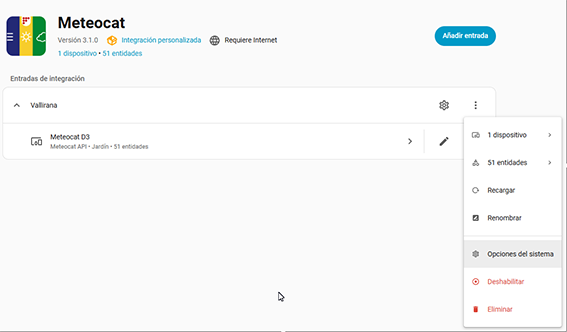 Meteocat
Versión 3.1.0 Integración personalizada Requiere Internet
1 dispositivo • 51 entidades
Añadir entrada
Entradas de integración
Vallirana
Meteocat D3
Meteocat API • Jardín • 51 entidades
1 dispositivo
51 entidades
Recargar
Renombrar
Opciones del sistema
Deshabilitar
Eliminar